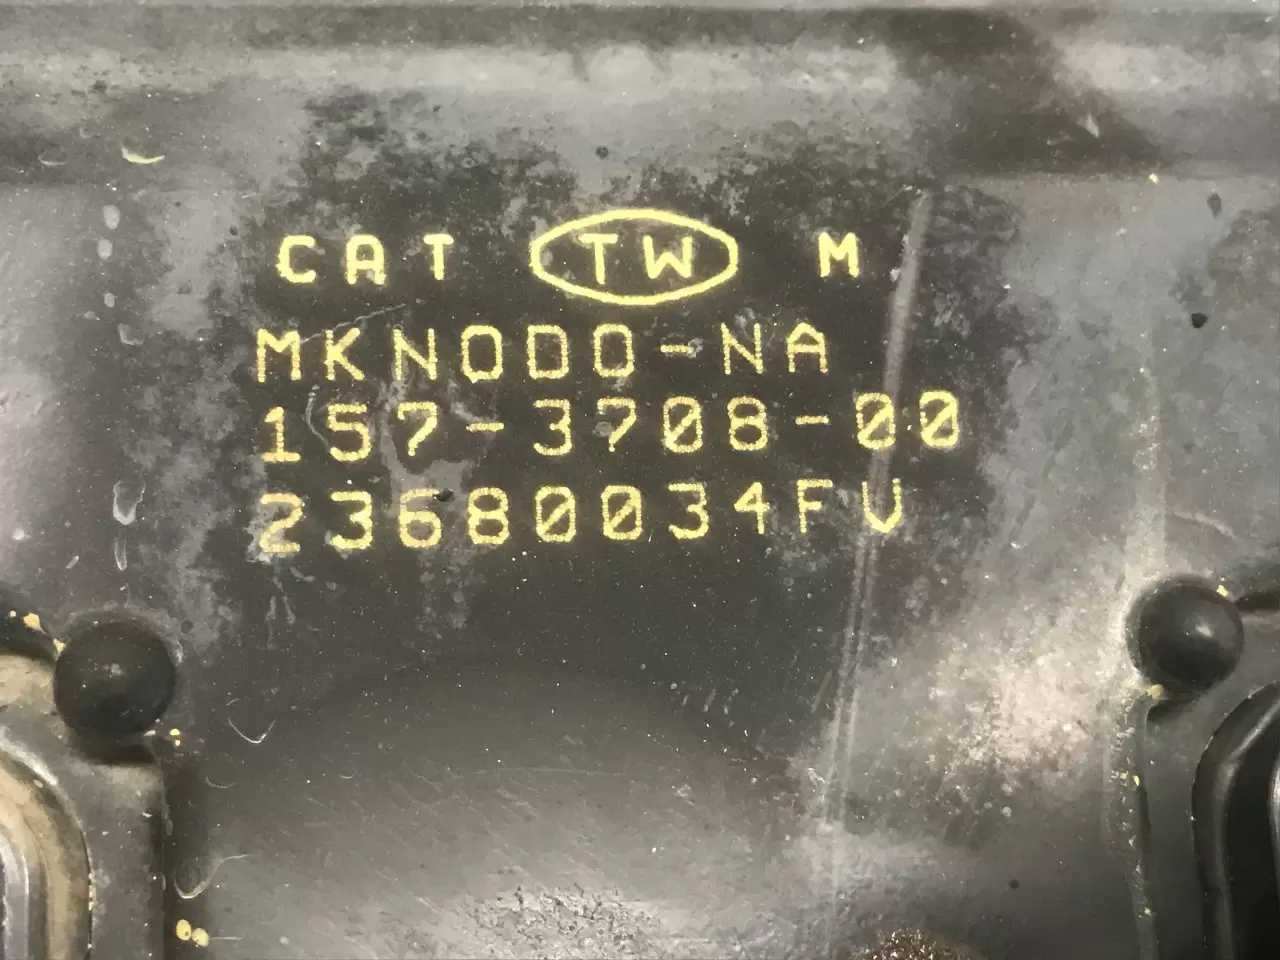 CAT TW M
MKNODO-NA
157-3708-00
23680034FV